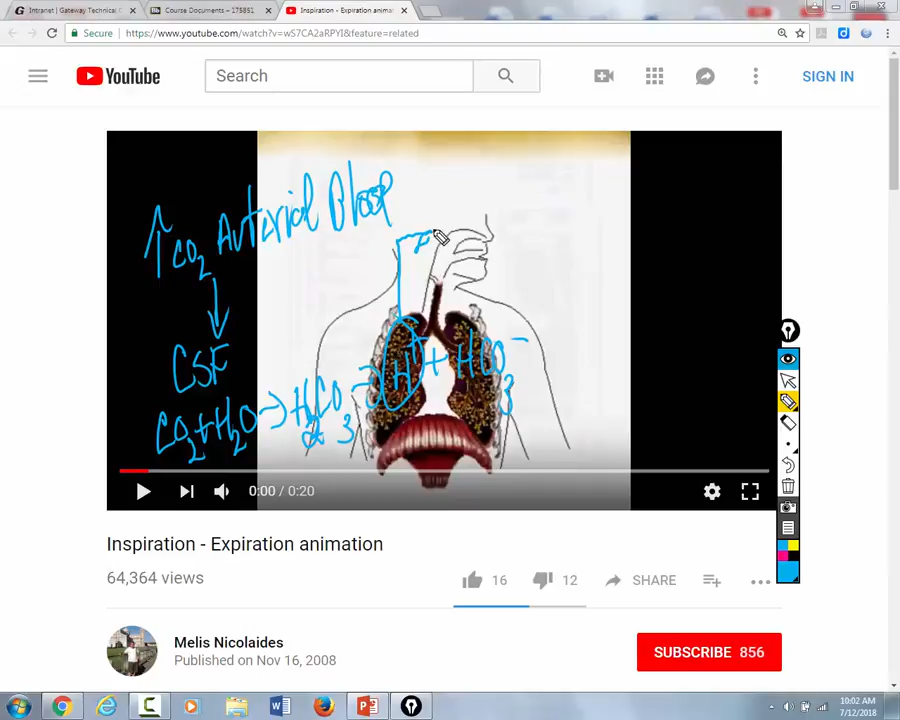 Intranet | Gateway Technical C
Course Documents – 175851
Inspiration - Expiration anima
Secure
https://www.youtube.com/watch?v=wS7CA2aRPYI&feature=related
YouTube
Search
SIGN IN
↑CO2 Arterial Blood
↓
CSF
CO2+H2O→H2CO3→H+ + HCO3−
0:00 / 0:20
Inspiration - Expiration animation
64,364 views
16
12
SHARE
Melis Nicolaides
Published on Nov 16, 2008
SUBSCRIBE 856
10:02 AM
7/12/2018